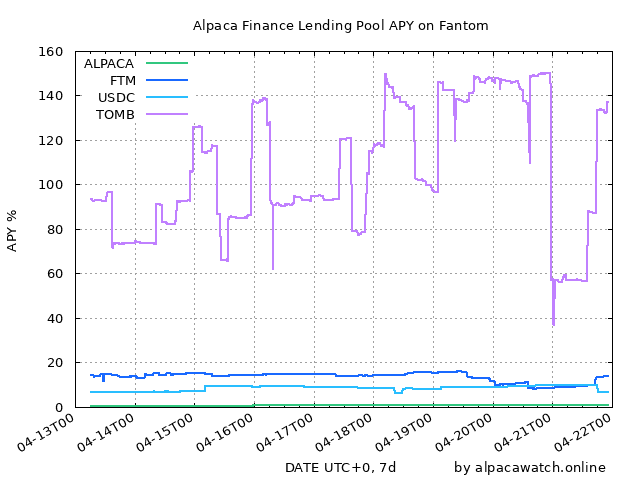 Alpaca Finance Lending Pool APY on Fantom
160
140
120
100
80
60
40
20
0
APY %
ALPACA
FTM
USDC
TOMB
04-13T00
04-14T00
04-15T00
04-16T00
04-17T00
04-18T00
04-19T00
04-20T00
04-21T00
04-22T00
DATE UTC+0, 7d
by alpacawatch.online